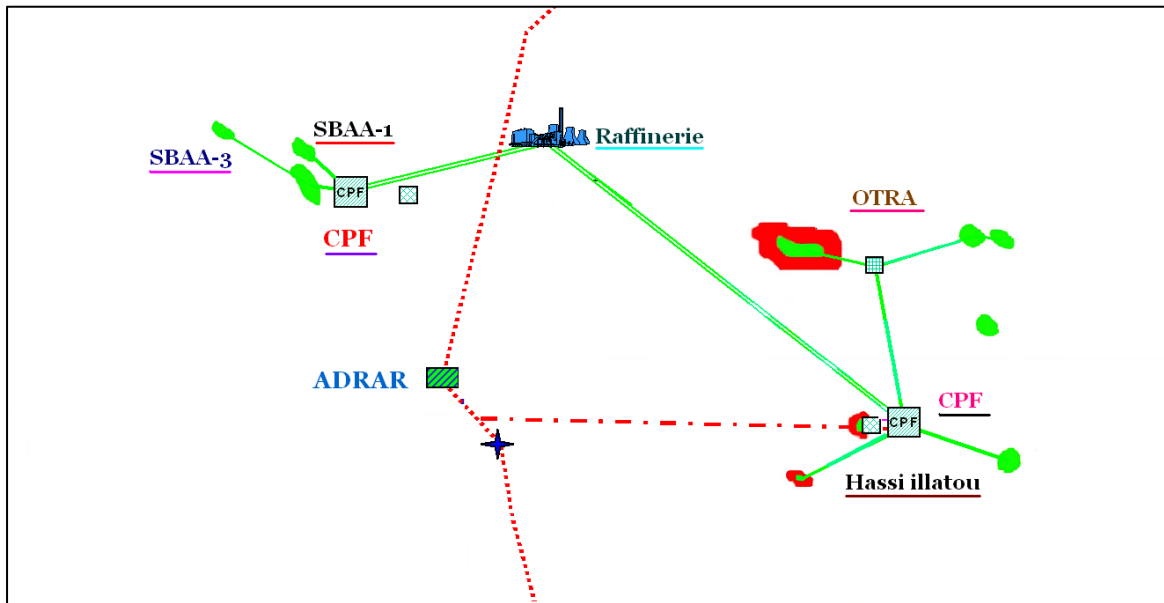 SBAA-1
Raffinerie
SBAA-3
CPF
OTRA
CPF
ADRAR
CPF
CPF
Hassi illatou